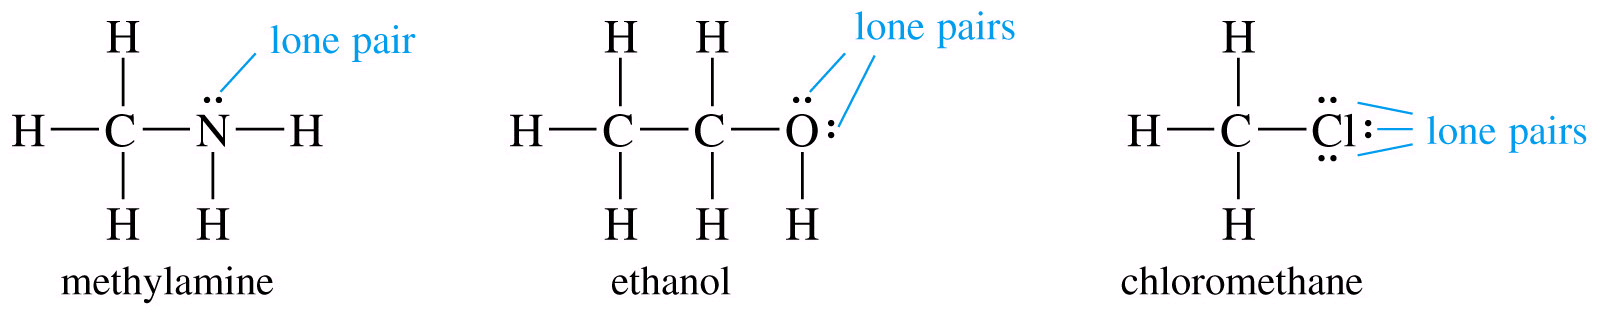 H H H H
lone pair lone pairs
H C N H H C C O H C Cl lone pairs
H H H H H H
methylamine ethanol chloromethane